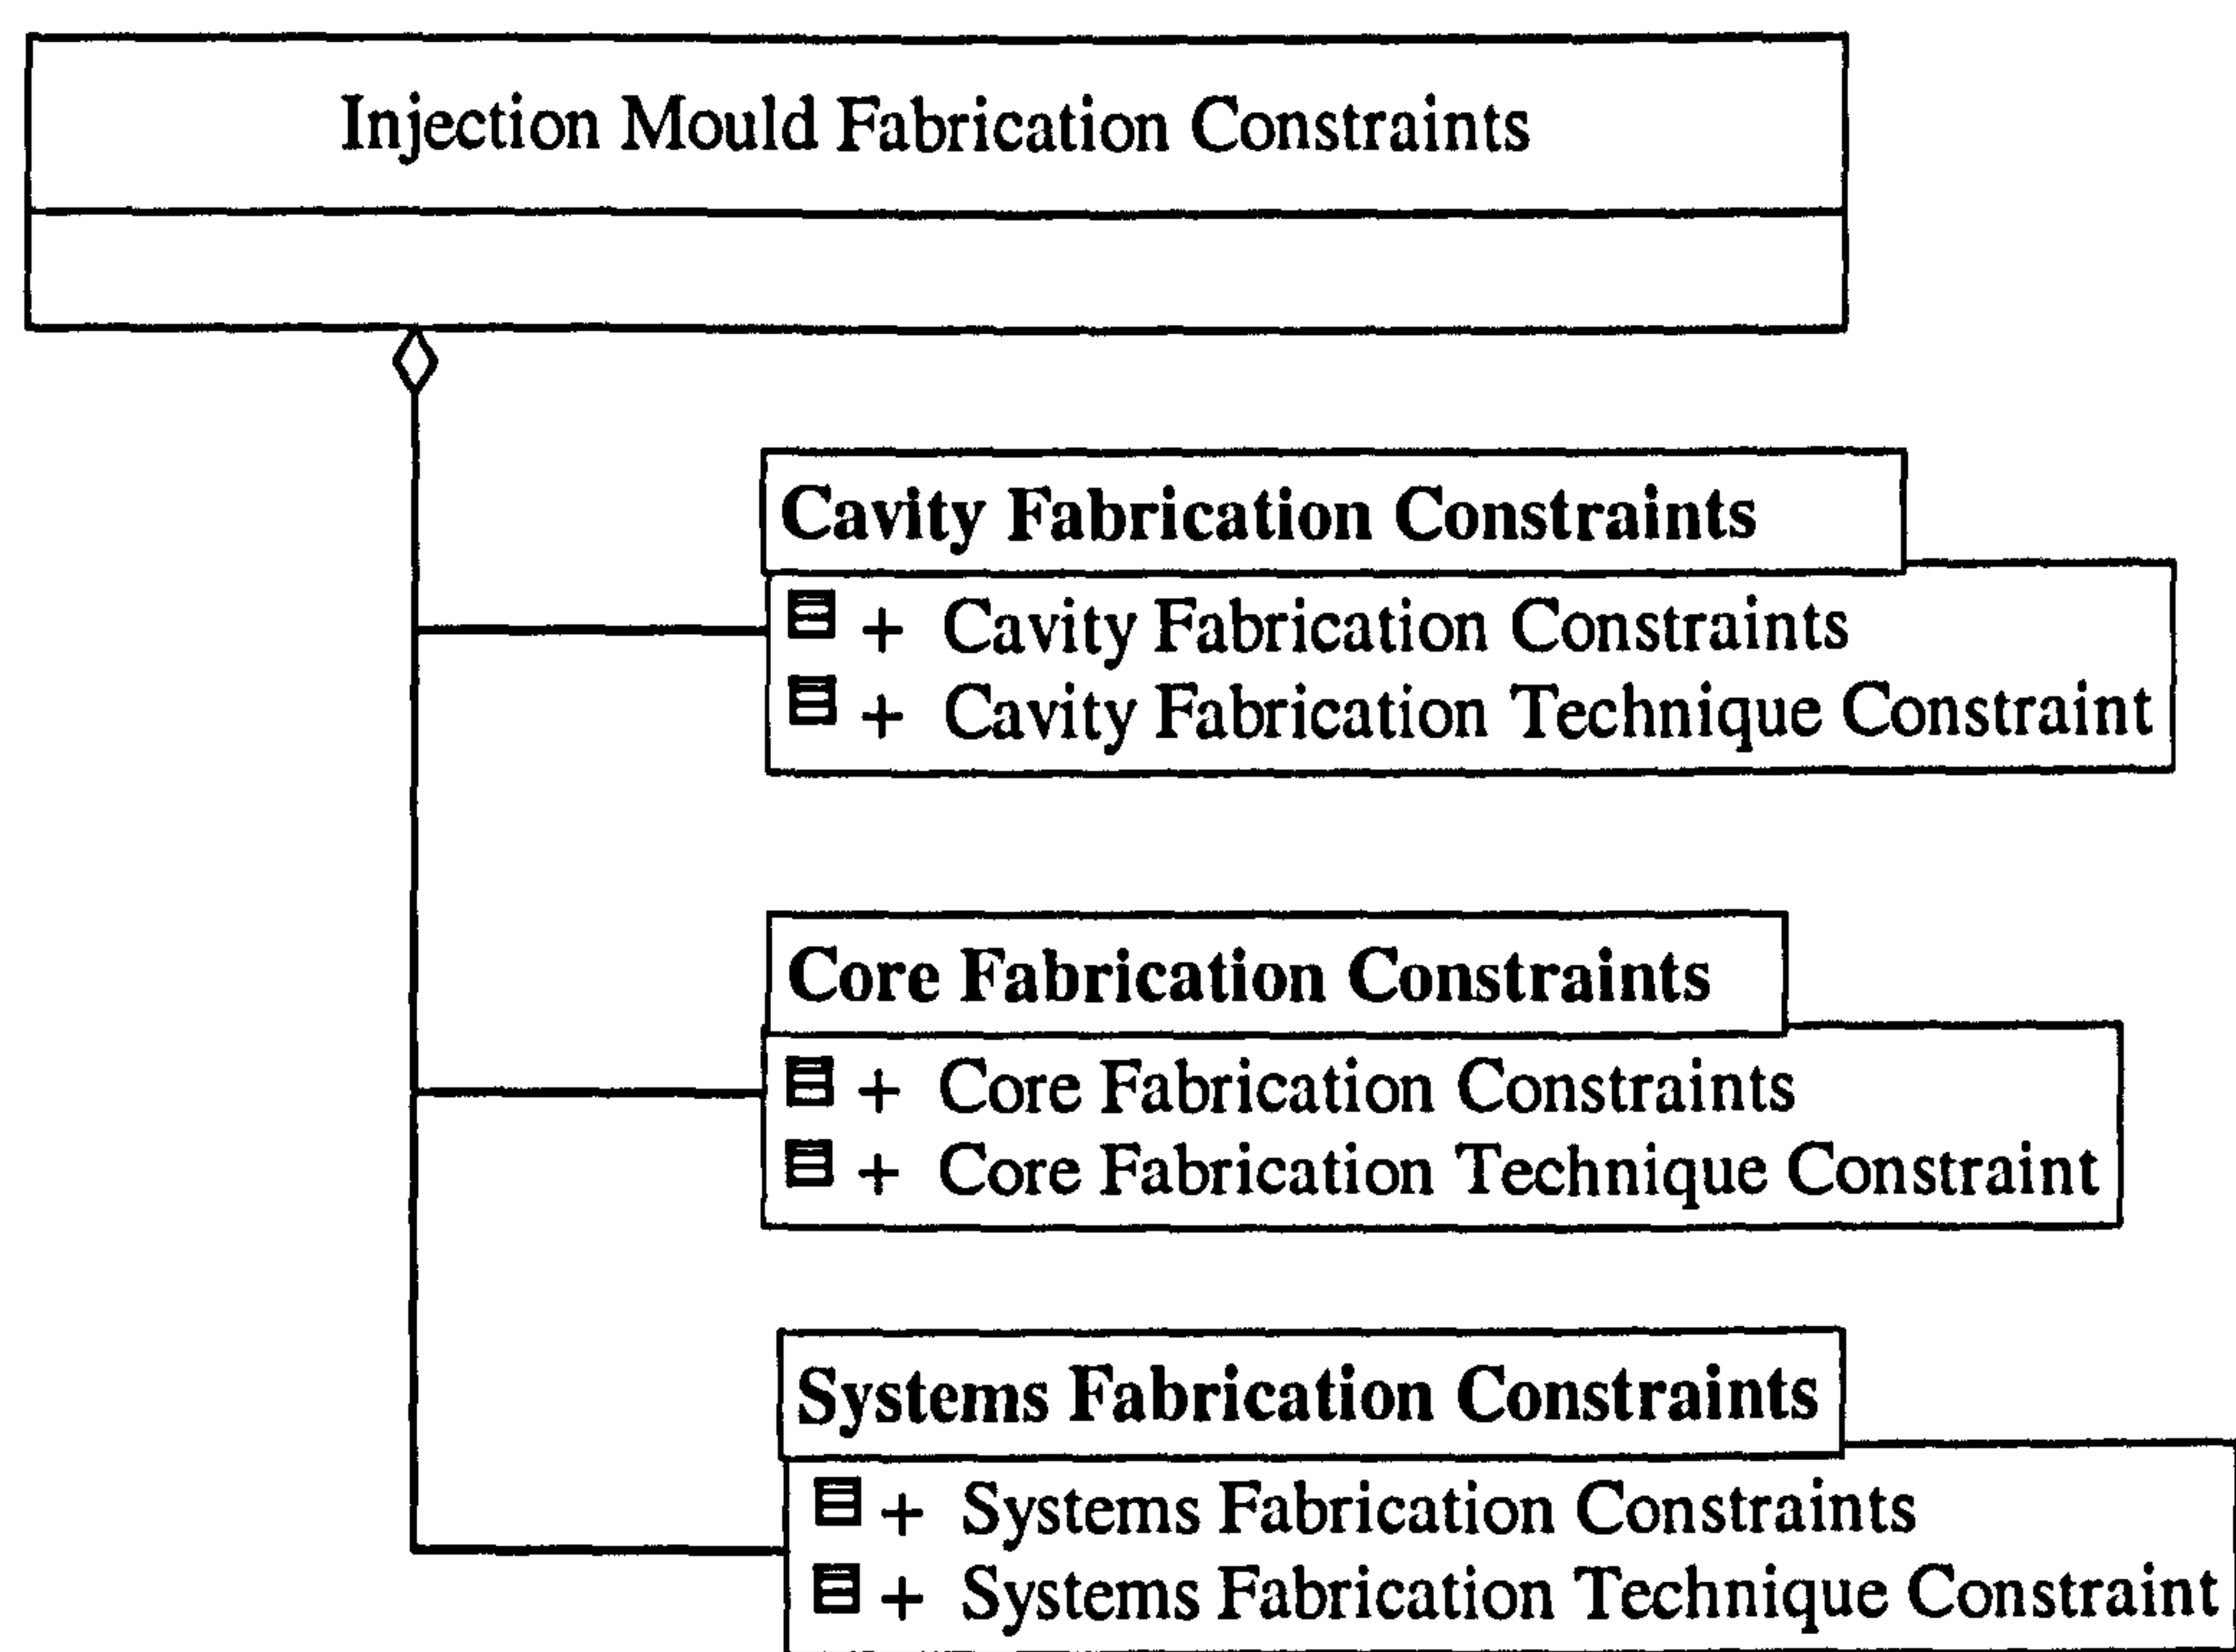 Injection Mould Fabrication Constraints
Cavity Fabrication Constraints
+ Cavity Fabrication Constraints
+ Cavity Fabrication Technique Constraint
Core Fabrication Constraints
+ Core Fabrication Constraints
+ Core Fabrication Technique Constraint
Systems Fabrication Constraints
+ Systems Fabrication Constraints
+ Systems Fabrication Technique Constraint